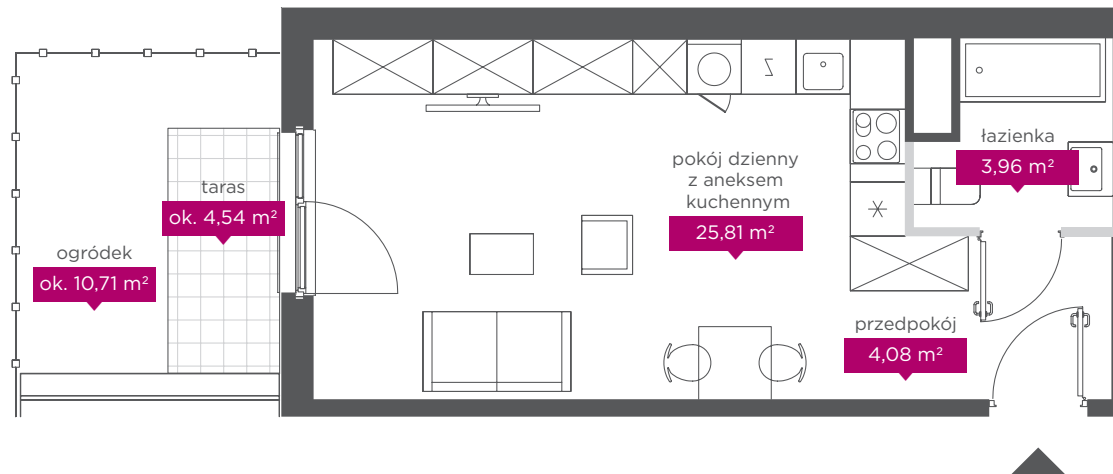 ogródek
ok. 10,71 m²
taras
ok. 4,54 m²
pokój dzienny
z aneksem
kuchennym
25,81 m²
łazienka
3,96 m²
przedpokój
4,08 m²